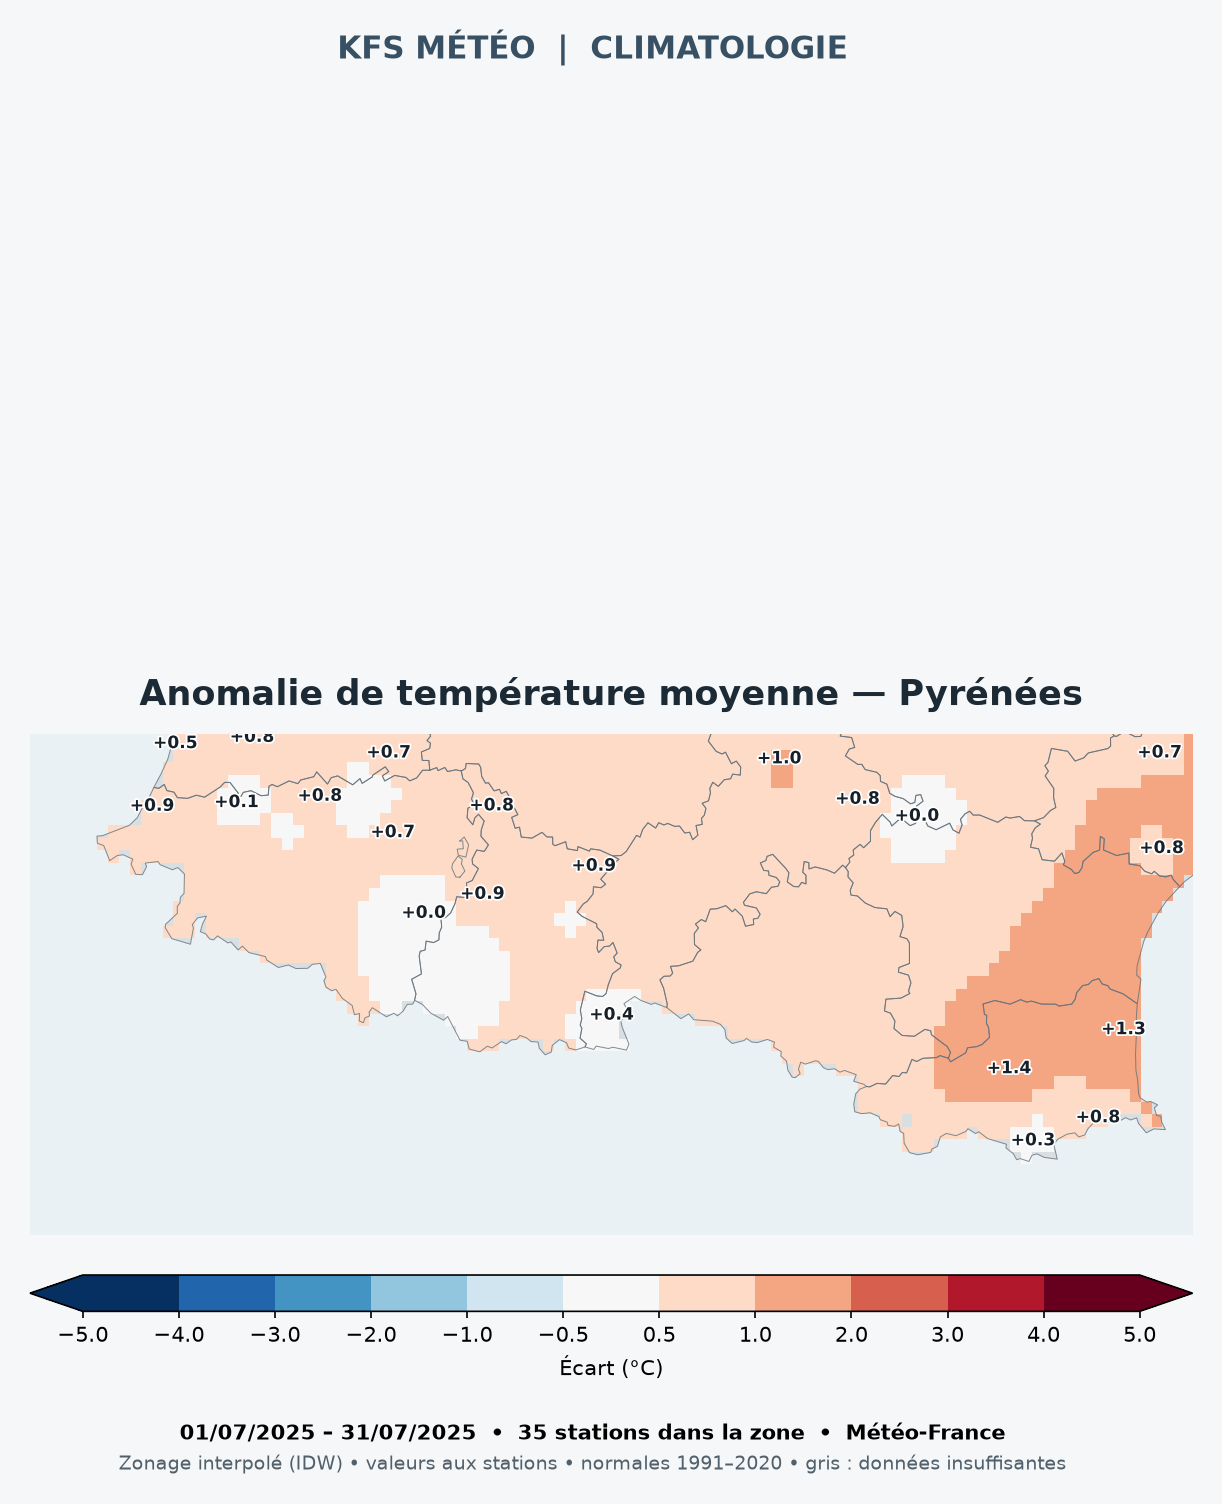 KFS MÉTÉO | CLIMATOLOGIE
Anomalie de température moyenne — Pyrénées
+0.5 +0.8 +0.7 +0.7
+1.0
+0.9 +0.1 +0.8 +0.8 +0.8
+0.0
+0.7
+0.8
+0.9
+0.9
+0.0
+0.4
+1.3
+1.4
+0.8
+0.3
−5.0 −4.0 −3.0 −2.0 −1.0 −0.5 0.5 1.0 2.0 3.0 4.0 5.0
Écart (°C)
01/07/2025 – 31/07/2025 • 35 stations dans la zone • Météo-France
Zonage interpolé (IDW) • valeurs aux stations • normales 1991–2020 • gris : données insuffisantes